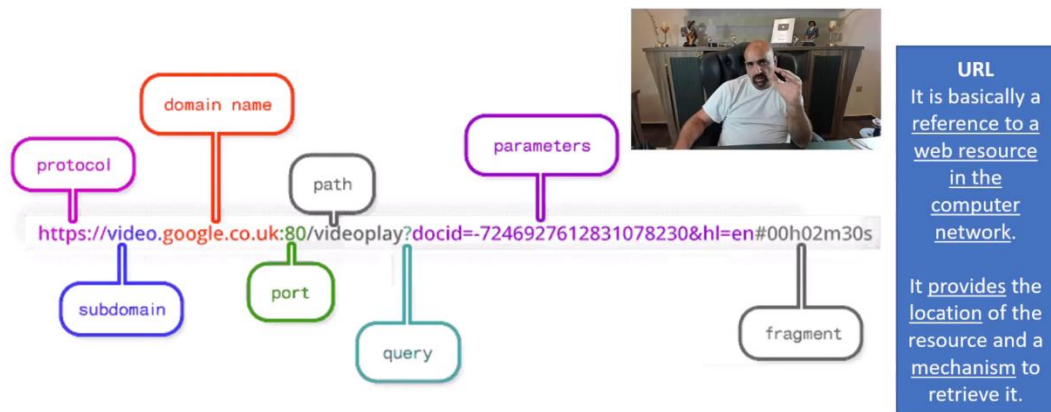 domain name
protocol
path
parameters
https://video.google.co.uk:80/videoplay?docid=-7246927612831078230&hl=en#00h02m30s
subdomain
port
query
fragment
URL
It is basically a
reference to a
web resource
in the
computer
network.
It provides the
location of the
resource and a
mechanism to
retrieve it.